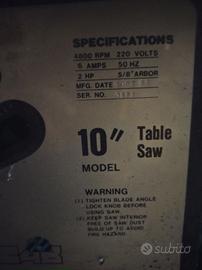 SPECIFICATIONS
4800 RPM 220 VOLTS
6 AMPS 50 HZ
2 HP 5/8" ARBOR
MFG. DATE
SER. NO.
10" Table
Saw
MODEL
WARNING
(1) TIGHTEN BLADE ANGLE
LOCK KNOB BEFORE
USING SAW.
(2) KEEP SAW INTERIOR
FREE OF SAW DUST
BUILD UP TO AVOID
FIRE HAZARD.
subito